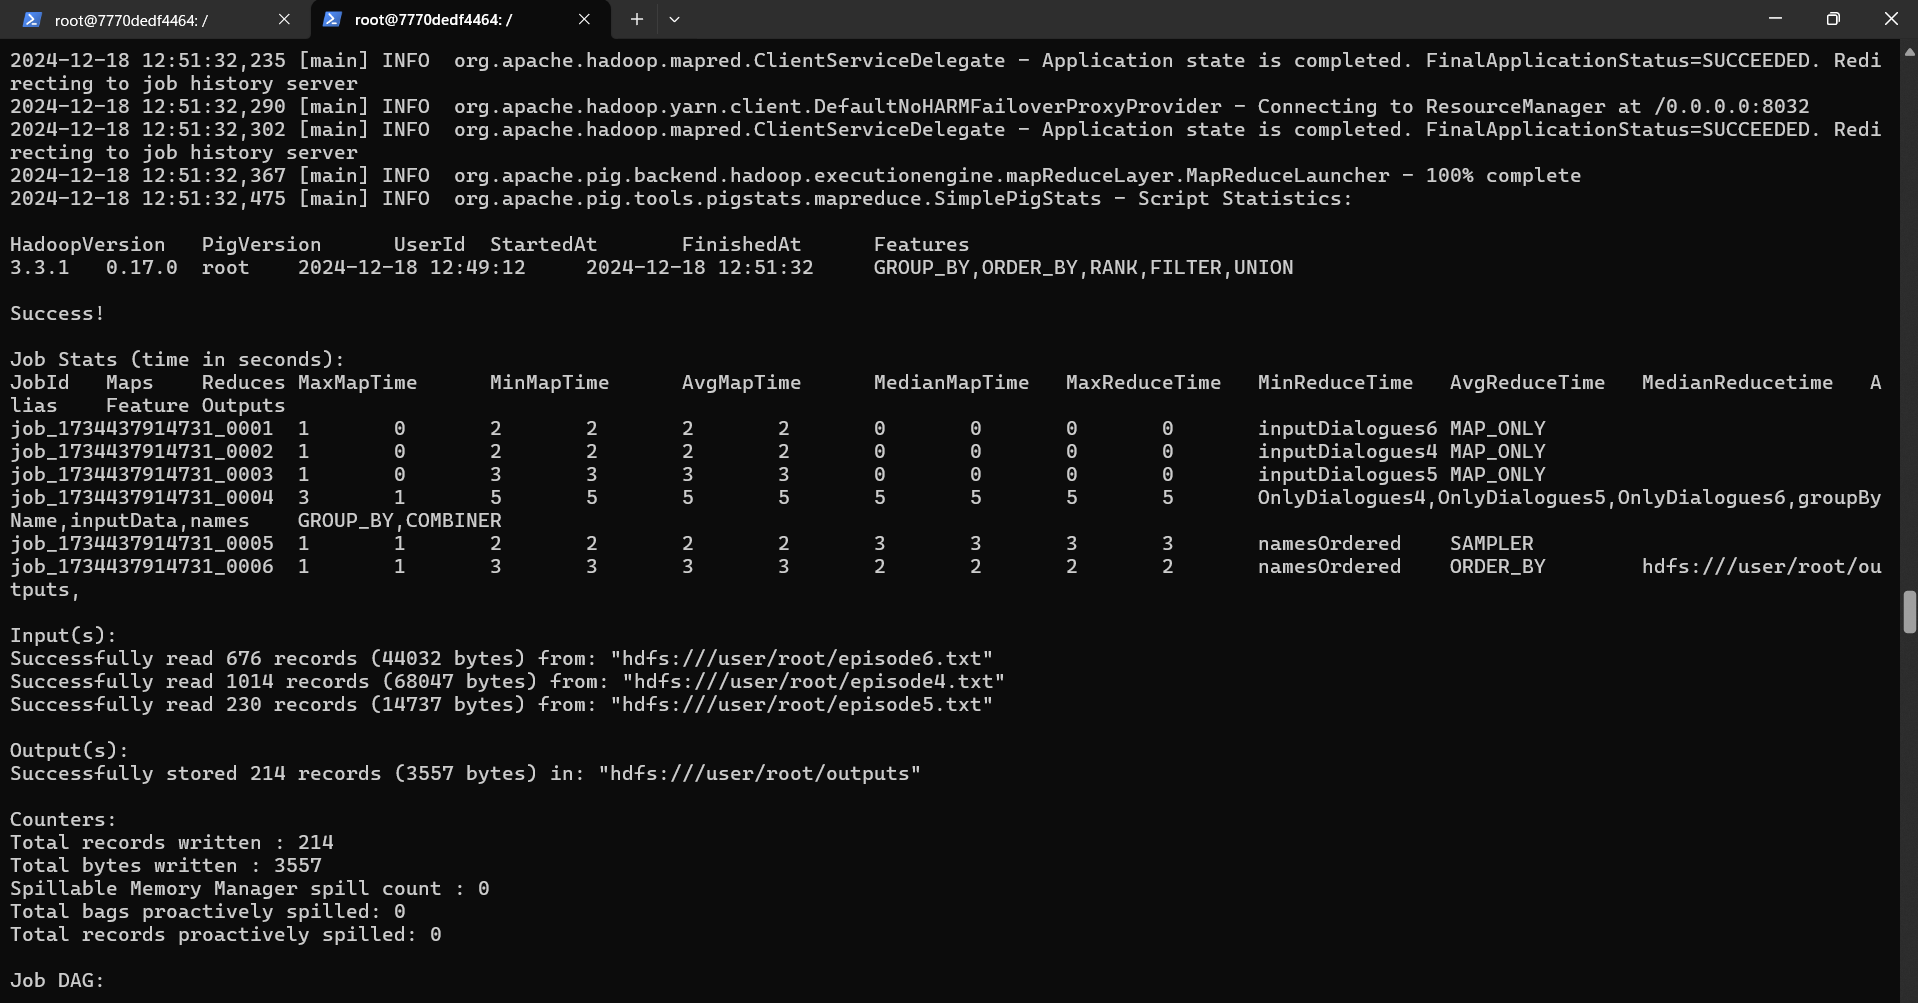 root@7770dedf4464: /
root@7770dedf4464: /
2024-12-18 12:51:32,235 [main] INFO  org.apache.hadoop.mapred.ClientServiceDelegate - Application state is completed. FinalApplicationStatus=SUCCEEDED. Redi
recting to job history server
2024-12-18 12:51:32,290 [main] INFO  org.apache.hadoop.yarn.client.DefaultNoHARMFailoverProxyProvider - Connecting to ResourceManager at /0.0.0.0:8032
2024-12-18 12:51:32,302 [main] INFO  org.apache.hadoop.mapred.ClientServiceDelegate - Application state is completed. FinalApplicationStatus=SUCCEEDED. Redi
recting to job history server
2024-12-18 12:51:32,367 [main] INFO  org.apache.pig.backend.hadoop.executionengine.mapReduceLayer.MapReduceLauncher - 100% complete
2024-12-18 12:51:32,475 [main] INFO  org.apache.pig.tools.pigstats.mapreduce.SimplePigStats - Script Statistics:
HadoopVersion   PigVersion      UserId  StartedAt       FinishedAt      Features
3.3.1   0.17.0  root    2024-12-18 12:49:12     2024-12-18 12:51:32     GROUP_BY,ORDER_BY,RANK,FILTER,UNION
Success!
Job Stats (time in seconds):
JobId   Maps    Reduces MaxMapTime      MinMapTime      AvgMapTime      MedianMapTime   MaxReduceTime   MinReduceTime   AvgReduceTime   MedianReducetime   A
lias    Feature Outputs
job_1734437914731_0001  1       0       2       2       2       2       0       0       0       0       inputDialogues6 MAP_ONLY
job_1734437914731_0002  1       0       2       2       2       2       0       0       0       0       inputDialogues4 MAP_ONLY
job_1734437914731_0003  1       0       3       3       3       3       0       0       0       0       inputDialogues5 MAP_ONLY
job_1734437914731_0004  3       1       5       5       5       5       5       5       5       5       OnlyDialogues4,OnlyDialogues5,OnlyDialogues6,groupBy
Name,inputData,names    GROUP_BY,COMBINER
job_1734437914731_0005  1       1       2       2       2       2       3       3       3       3       namesOrdered    SAMPLER
job_1734437914731_0006  1       1       3       3       3       3       2       2       2       2       namesOrdered    ORDER_BY        hdfs:///user/root/ou
tputs,
Input(s):
Successfully read 676 records (44032 bytes) from: "hdfs:///user/root/episode6.txt"
Successfully read 1014 records (68047 bytes) from: "hdfs:///user/root/episode4.txt"
Successfully read 230 records (14737 bytes) from: "hdfs:///user/root/episode5.txt"
Output(s):
Successfully stored 214 records (3557 bytes) in: "hdfs:///user/root/outputs"
Counters:
Total records written : 214
Total bytes written : 3557
Spillable Memory Manager spill count : 0
Total bags proactively spilled: 0
Total records proactively spilled: 0
Job DAG: